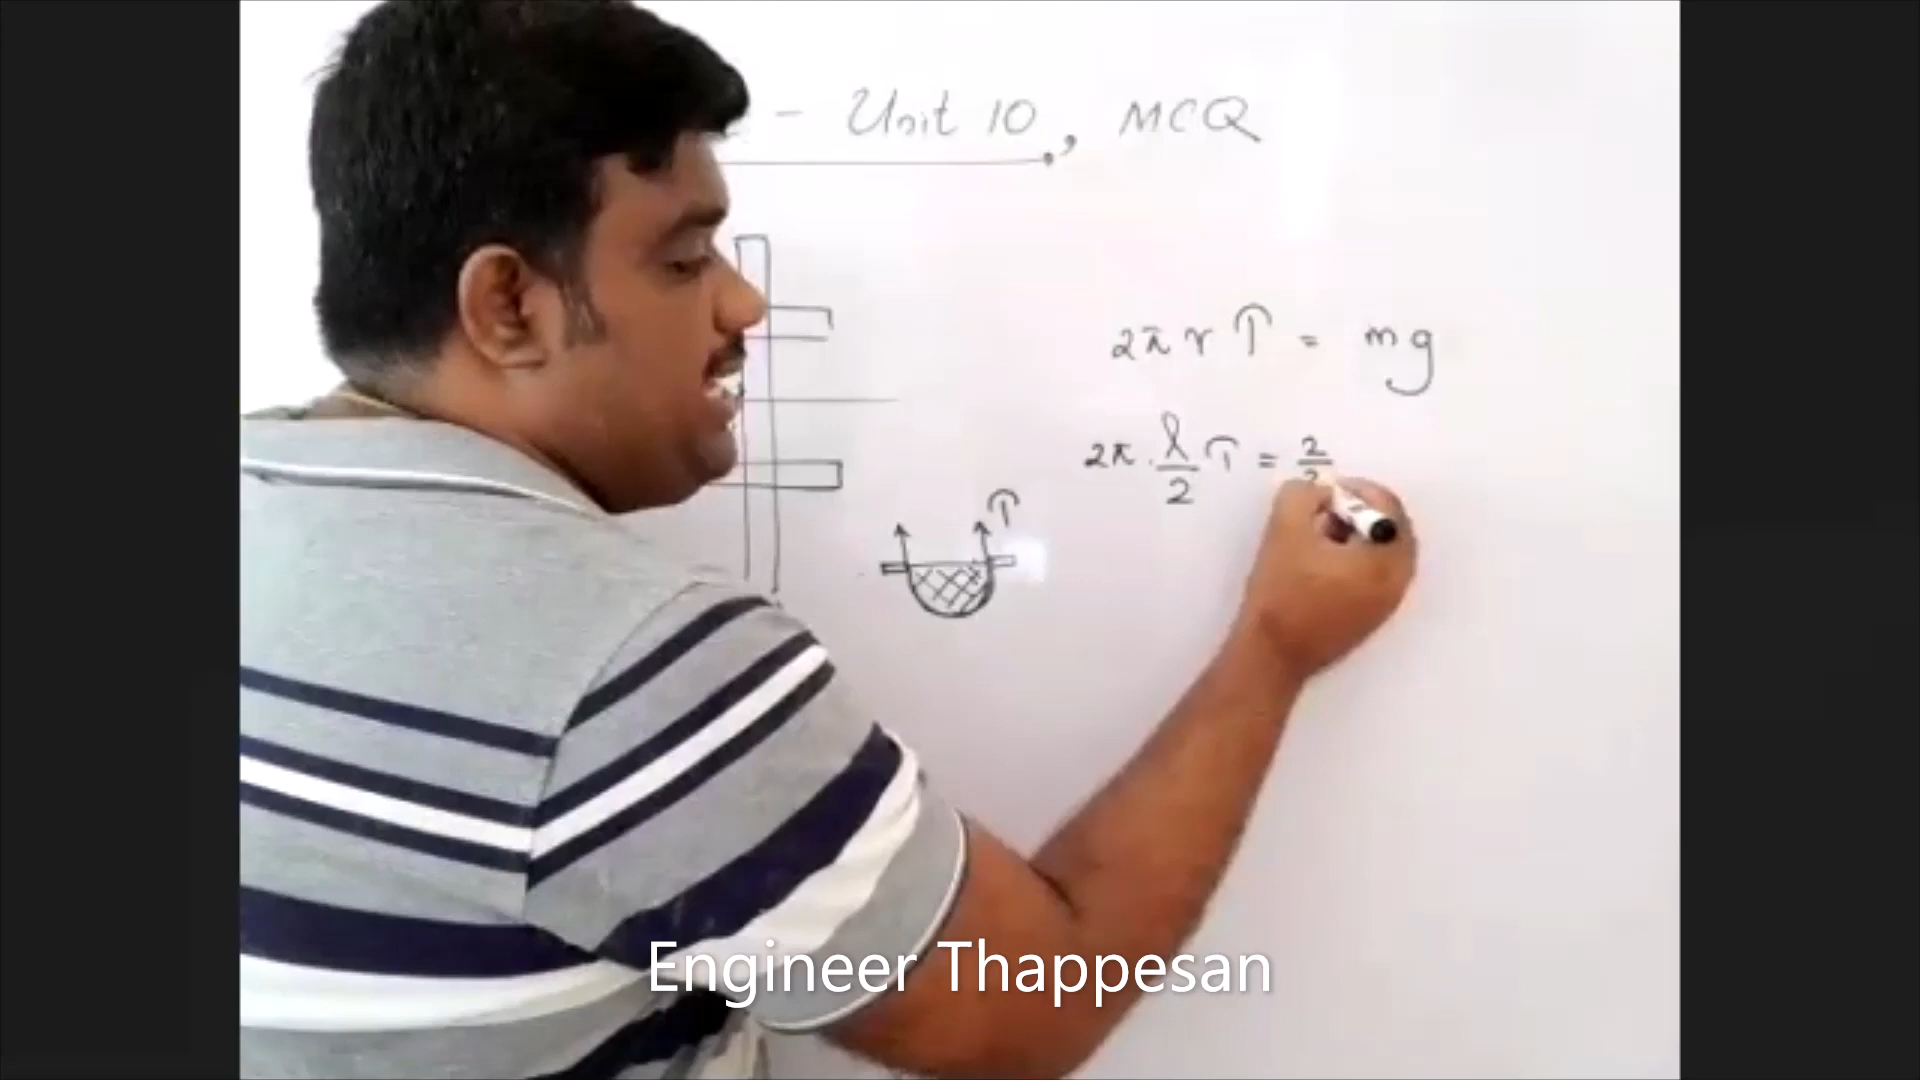 - Unit 10, MCQ
2πrT = mg
2π · l/2 T = 2/
T
Engineer Thappesan